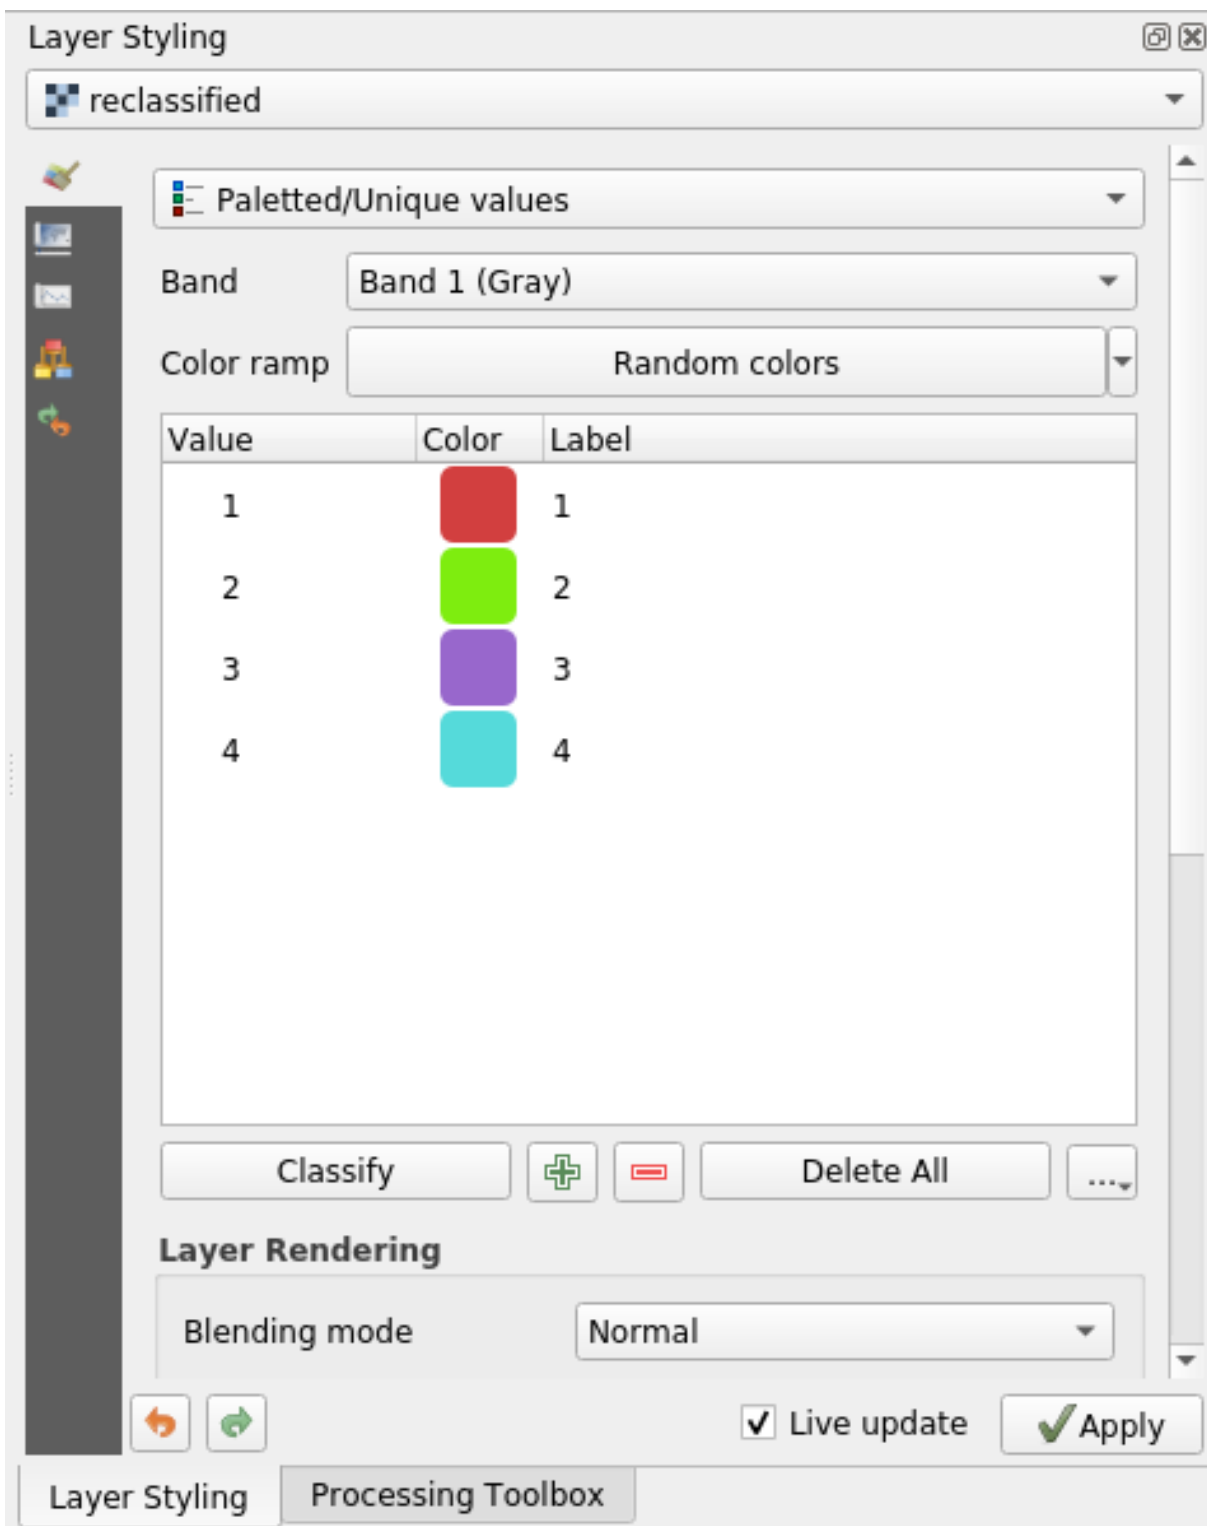 Layer Styling
reclassified
Paletted/Unique values
Band Band 1 (Gray)
Color ramp Random colors
Value Color Label
1 1
2 2
3 3
4 4
Classify Delete All ...
Layer Rendering
Blending mode Normal
Live update Apply
Layer Styling Processing Toolbox